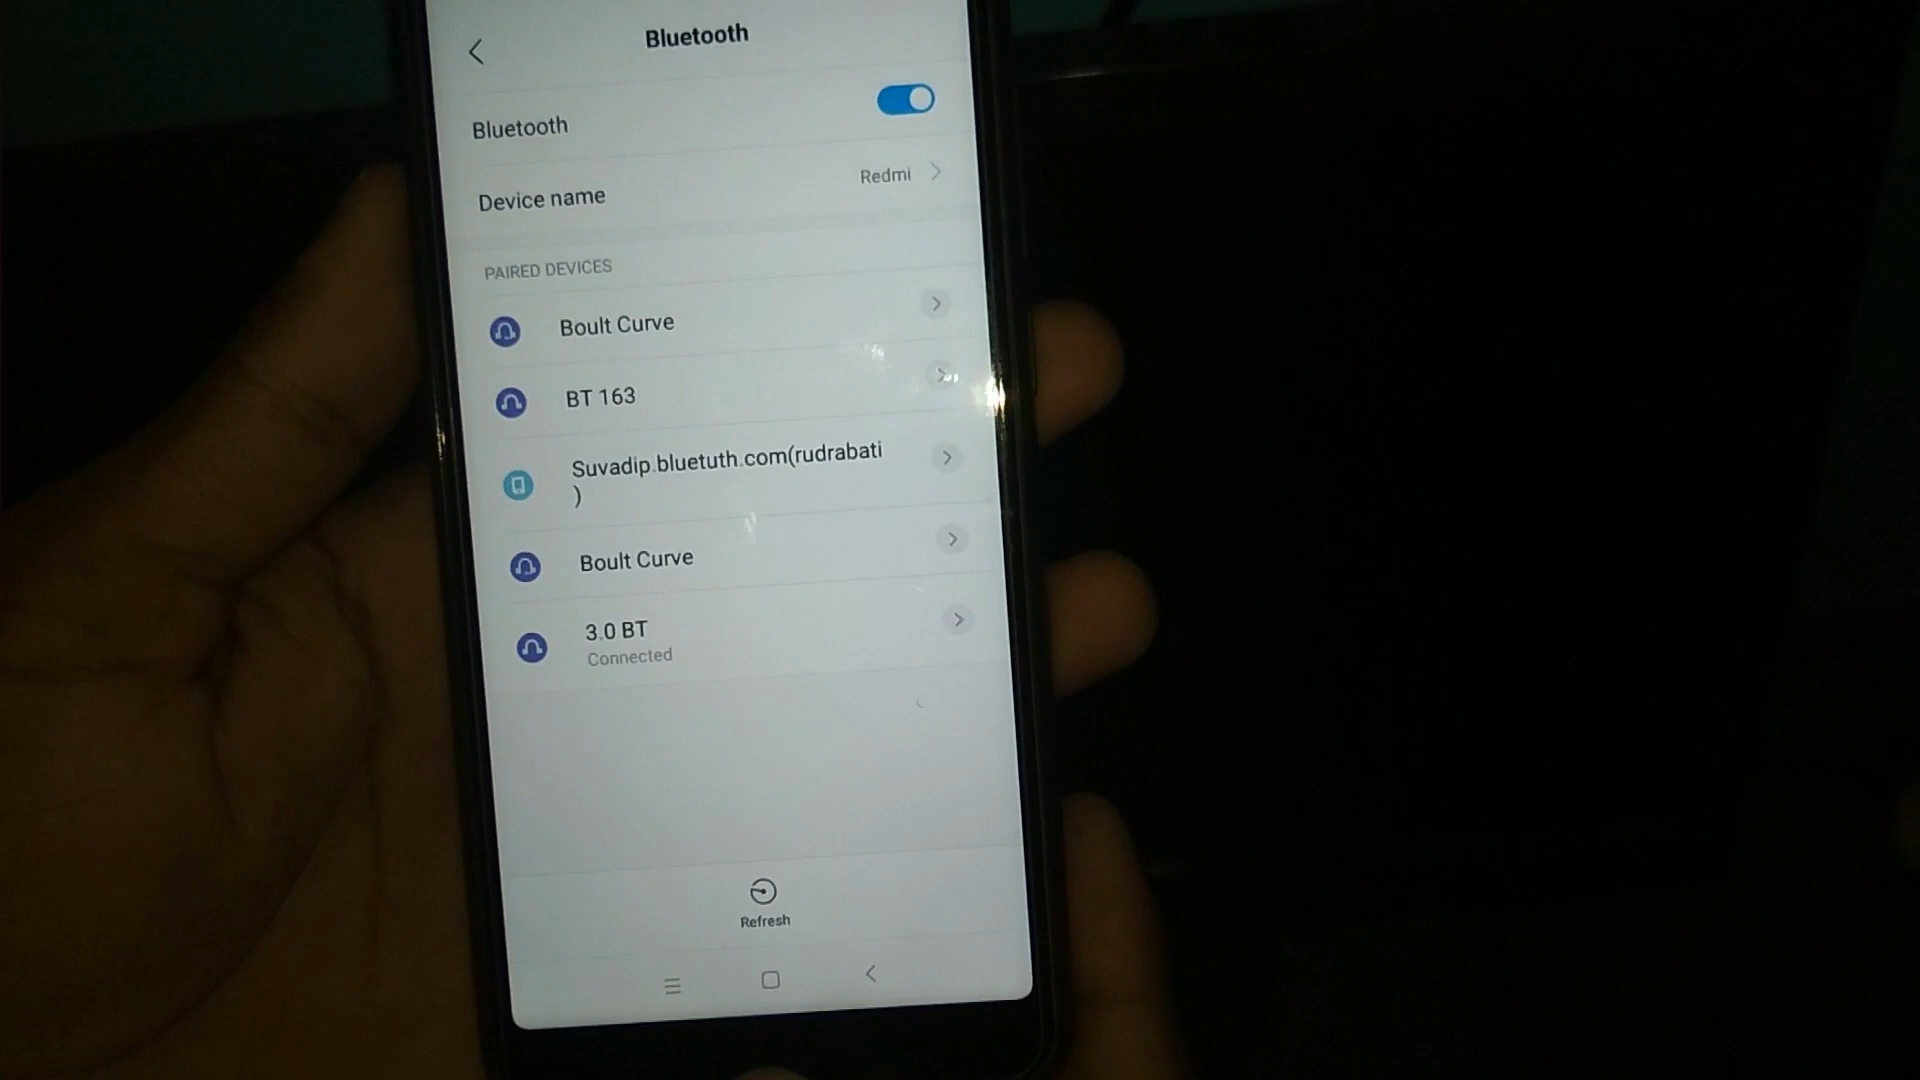 Bluetooth
Bluetooth
Device name
Redmi
PAIRED DEVICES
Boult Curve
BT 163
Suvadip.bluetuth.com(rudrabati
)
Boult Curve
3.0 BT
Connected
Refresh